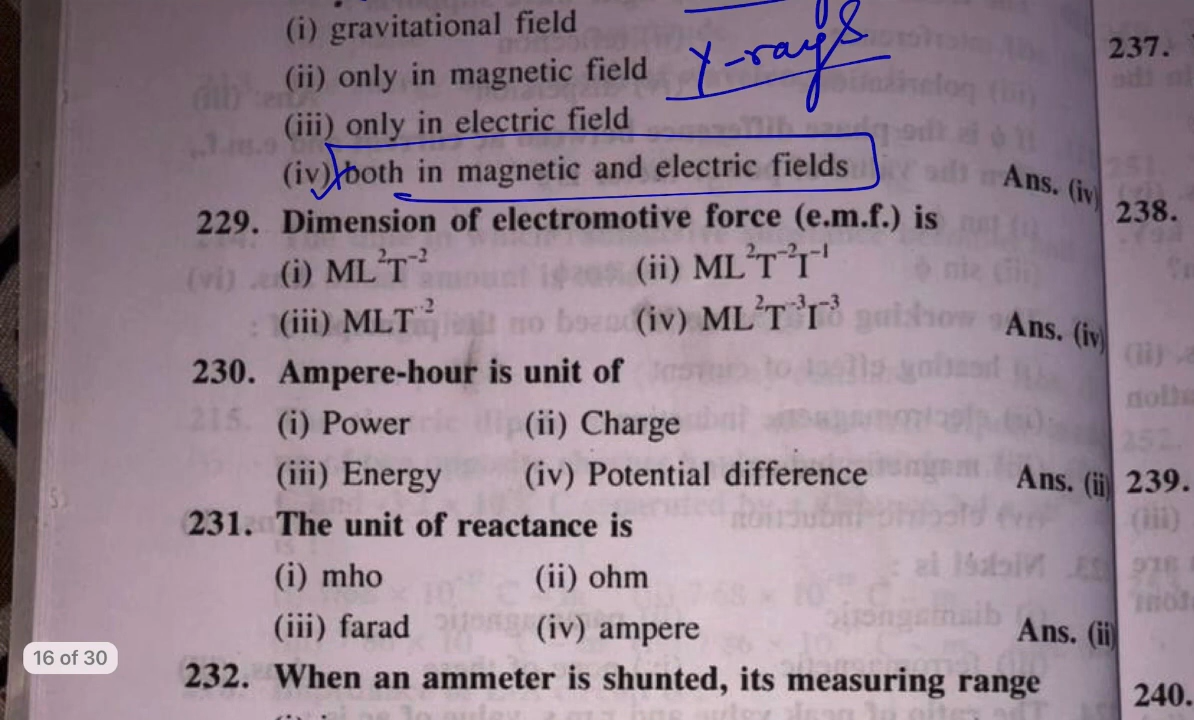 (i) gravitational field
(ii) only in magnetic field
x-rays
237.
(iii) only in electric field
(iv) both in magnetic and electric fields
Ans. (iv)
229. Dimension of electromotive force (e.m.f.) is
238.
(i) ML²T⁻²
(ii) ML²T⁻²I⁻¹
(iii) MLT⁻²
(iv) ML²T⁻³I⁻³
Ans. (iv)
230. Ampere-hour is unit of
(i) Power (ii) Charge
(iii) Energy (iv) Potential difference
Ans. (ii)
239.
231. The unit of reactance is
(i) mho (ii) ohm
(iii) farad (iv) ampere
Ans. (ii)
16 of 30
232. When an ammeter is shunted, its measuring range
240.